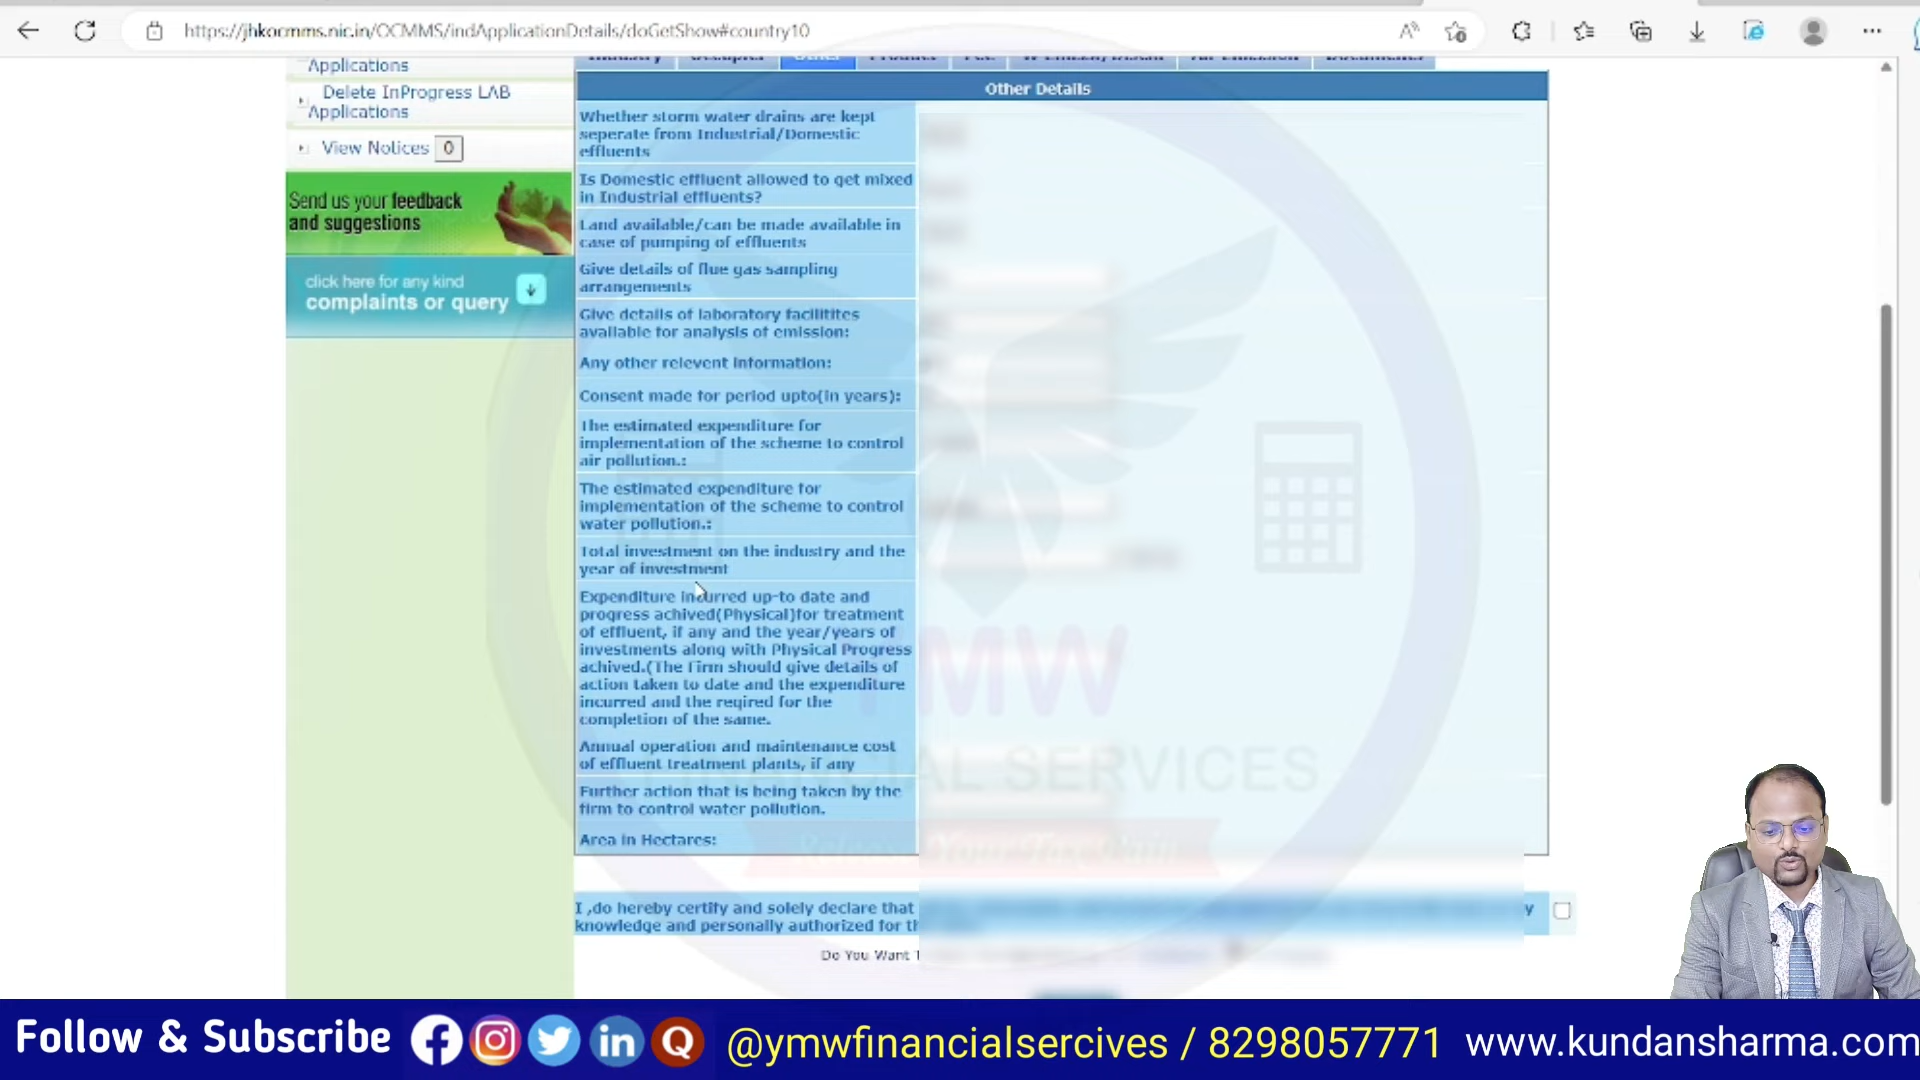 https://jhkocmms.nic.in/OCMMS/indApplicationDetails/doGetShow#country10
Applications
Delete InProgress LAB
Applications
View Notices 0
Send us your feedback
and suggestions
click here for any kind
complaints or query
Other Details
Whether storm water drains are kept
seperate from Industrial/Domestic
effluents
Is Domestic effluent allowed to get mixed
in Industrial effluents?
Land available/can be made available in
case of pumping of effluents
Give details of flue gas sampling
arrangements
Give details of laboratory facilitites
available for analysis of emission:
Any other relevent information:
Consent made for period upto(in years):
The estimated expenditure for
implementation of the scheme to control
air pollution.:
The estimated expenditure for
implementation of the scheme to control
water pollution.:
Total investment on the industry and the
year of investment
Expenditure incurred up-to date and
progress achived(Physical)for treatment
of effluent, if any and the year/years of
investments along with Physical Progress
achived.(The Firm should give details of
action taken to date and the expenditure
incurred and the reqired for the
completion of the same.
Annual operation and maintenance cost
of effluent treatment plants, if any
Further action that is being taken by the
firm to control water pollution.
Area in Hectares:
YMW
FINANCIAL SERVICES
I ,do hereby certify and solely declare that
knowledge and personally authorized for
Do You Want
Follow & Subscribe
@ymwfinancialsercives / 8298057771
www.kundansharma.com